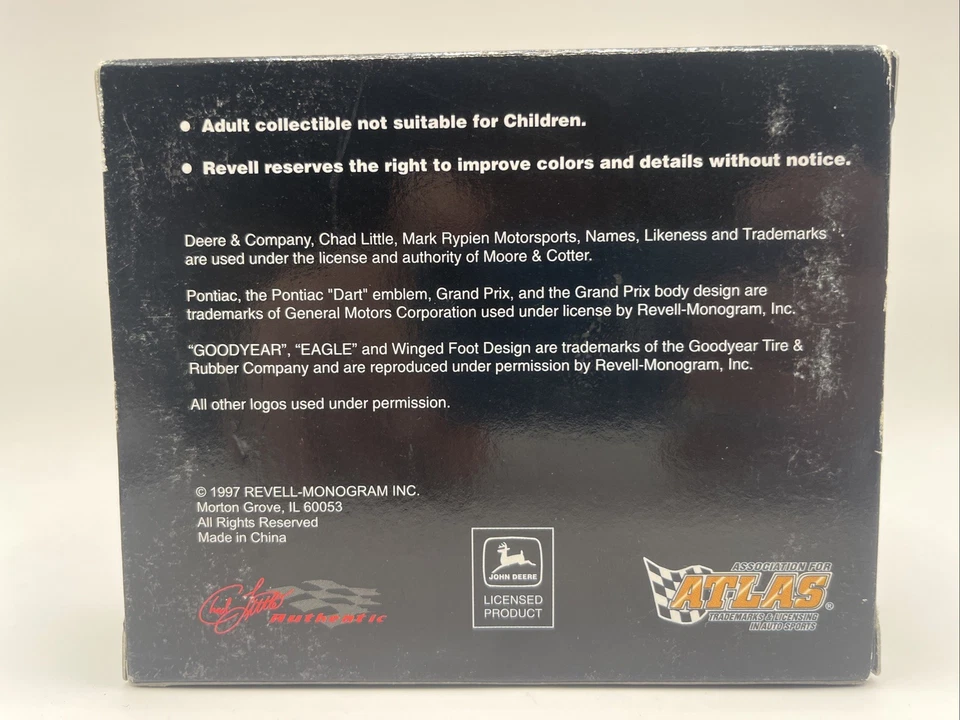 • Adult collectible not suitable for Children.
• Revell reserves the right to improve colors and details without notice.
Deere & Company, Chad Little, Mark Rypien Motorsports, Names, Likeness and Trademarks
are used under the license and authority of Moore & Cotter.
Pontiac, the Pontiac "Dart" emblem, Grand Prix, and the Grand Prix body design are
trademarks of General Motors Corporation used under license by Revell-Monogram, Inc.
“GOODYEAR”, “EAGLE” and Winged Foot Design are trademarks of the Goodyear Tire &
Rubber Company and are reproduced under permission by Revell-Monogram, Inc.
All other logos used under permission.
© 1997 REVELL-MONOGRAM INC.
Morton Grove, IL 60053
All Rights Reserved
Made in China
Chad Little
Authentic
JOHN DEERE
LICENSED
PRODUCT
ASSOCIATION FOR
ATLAS®
TRADEMARKS & LICENSING
IN AUTO SPORTS